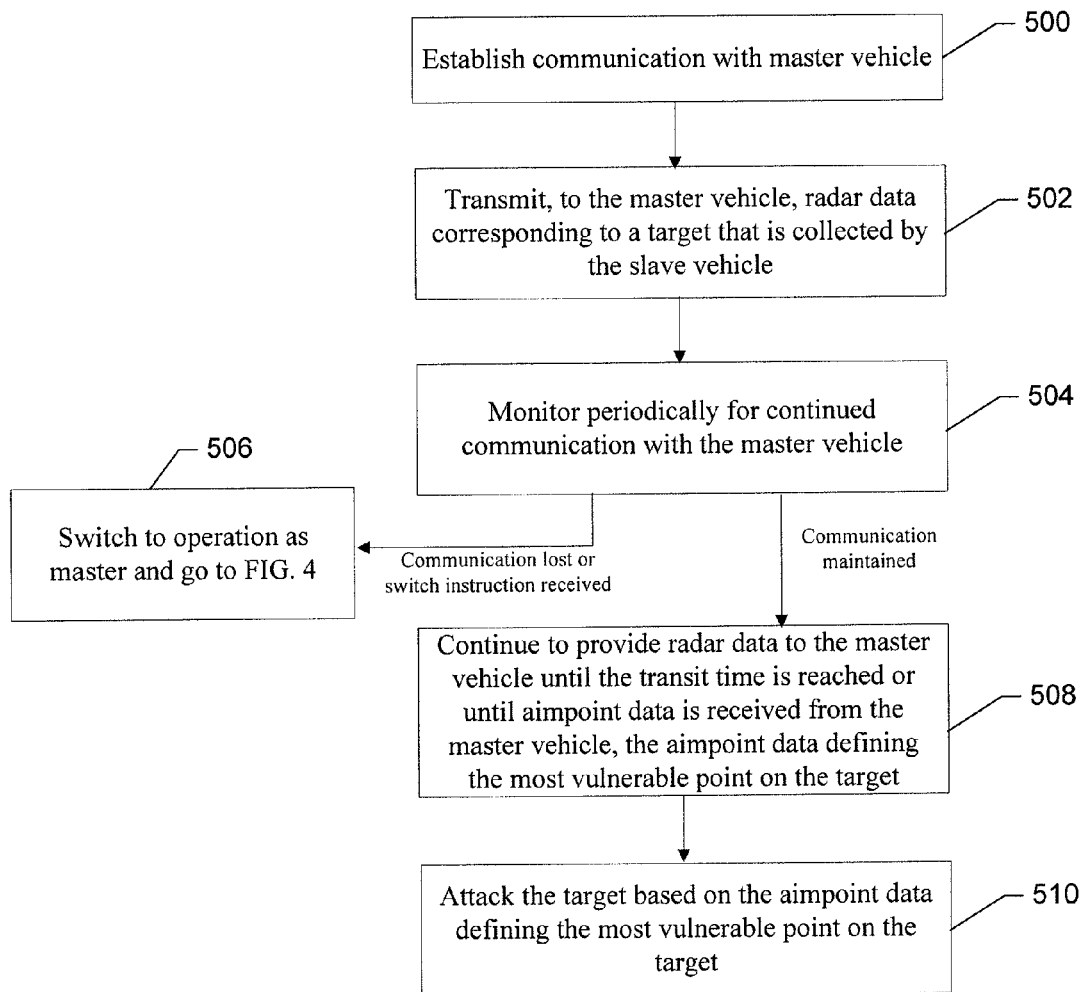 500
Establish communication with master vehicle
502
Transmit, to the master vehicle, radar data
corresponding to a target that is collected by
the slave vehicle
504
Monitor periodically for continued
communication with the master vehicle
506
Switch to operation as
master and go to FIG. 4
Communication lost or
switch instruction received
Communication
maintained
508
Continue to provide radar data to the master
vehicle until the transit time is reached or
until aimpoint data is received from the
master vehicle, the aimpoint data defining
the most vulnerable point on the target
510
Attack the target based on the aimpoint data
defining the most vulnerable point on the
target